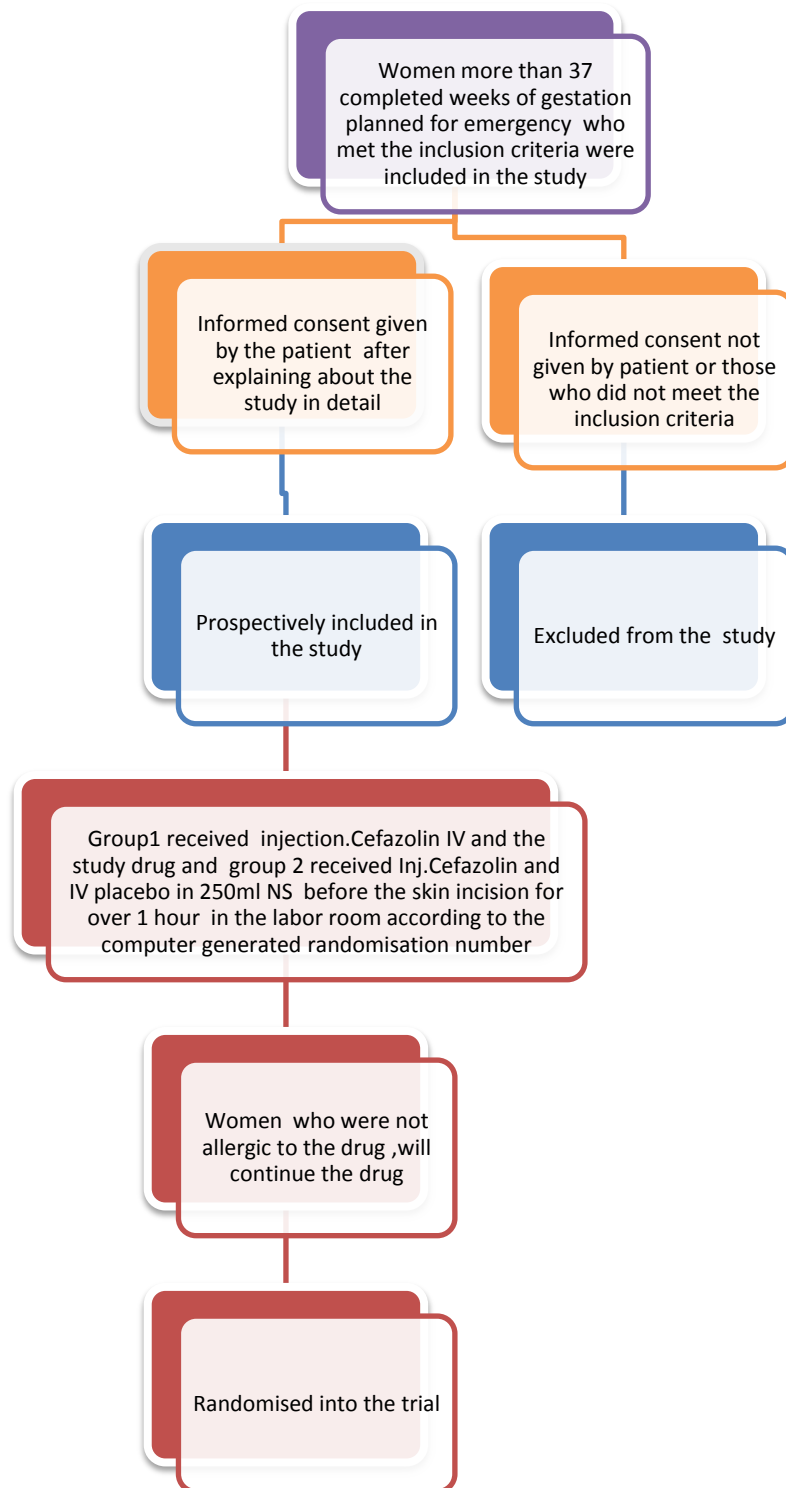 Women more than 37
completed weeks of gestation
planned for emergency who
met the inclusion criteria were
included in the study
Informed consent given
by the patient after
explaining about the
study in detail
Informed consent not
given by patient or those
who did not meet the
inclusion criteria
Prospectively included in
the study
Excluded from the study
Group1 received injection.Cefazolin IV and the
study drug and group 2 received Inj.Cefazolin and
IV placebo in 250ml NS before the skin incision for
over 1 hour in the labor room according to the
computer generated randomisation number
Women who were not
allergic to the drug ,will
continue the drug
Randomised into the trial